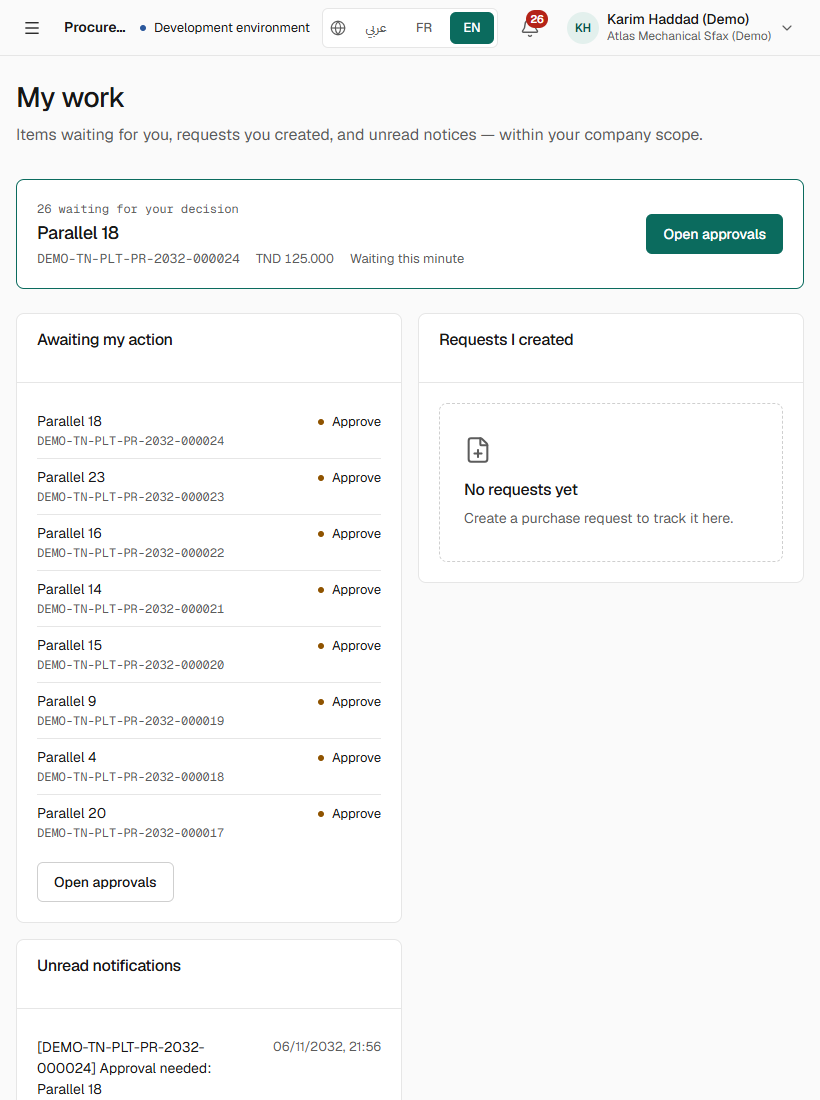 Procure...
Development environment
عربي
FR
EN
26
KH
Karim Haddad (Demo)
Atlas Mechanical Sfax (Demo)
My work
Items waiting for you, requests you created, and unread notices — within your company scope.
26 waiting for your decision
Parallel 18
DEMO-TN-PLT-PR-2032-000024 TND 125.000 Waiting this minute
Open approvals
Awaiting my action
Parallel 18 Approve
DEMO-TN-PLT-PR-2032-000024
Parallel 23 Approve
DEMO-TN-PLT-PR-2032-000023
Parallel 16 Approve
DEMO-TN-PLT-PR-2032-000022
Parallel 14 Approve
DEMO-TN-PLT-PR-2032-000021
Parallel 15 Approve
DEMO-TN-PLT-PR-2032-000020
Parallel 9 Approve
DEMO-TN-PLT-PR-2032-000019
Parallel 4 Approve
DEMO-TN-PLT-PR-2032-000018
Parallel 20 Approve
DEMO-TN-PLT-PR-2032-000017
Open approvals
Requests I created
No requests yet
Create a purchase request to track it here.
Unread notifications
[DEMO-TN-PLT-PR-2032- 06/11/2032, 21:56
000024] Approval needed:
Parallel 18